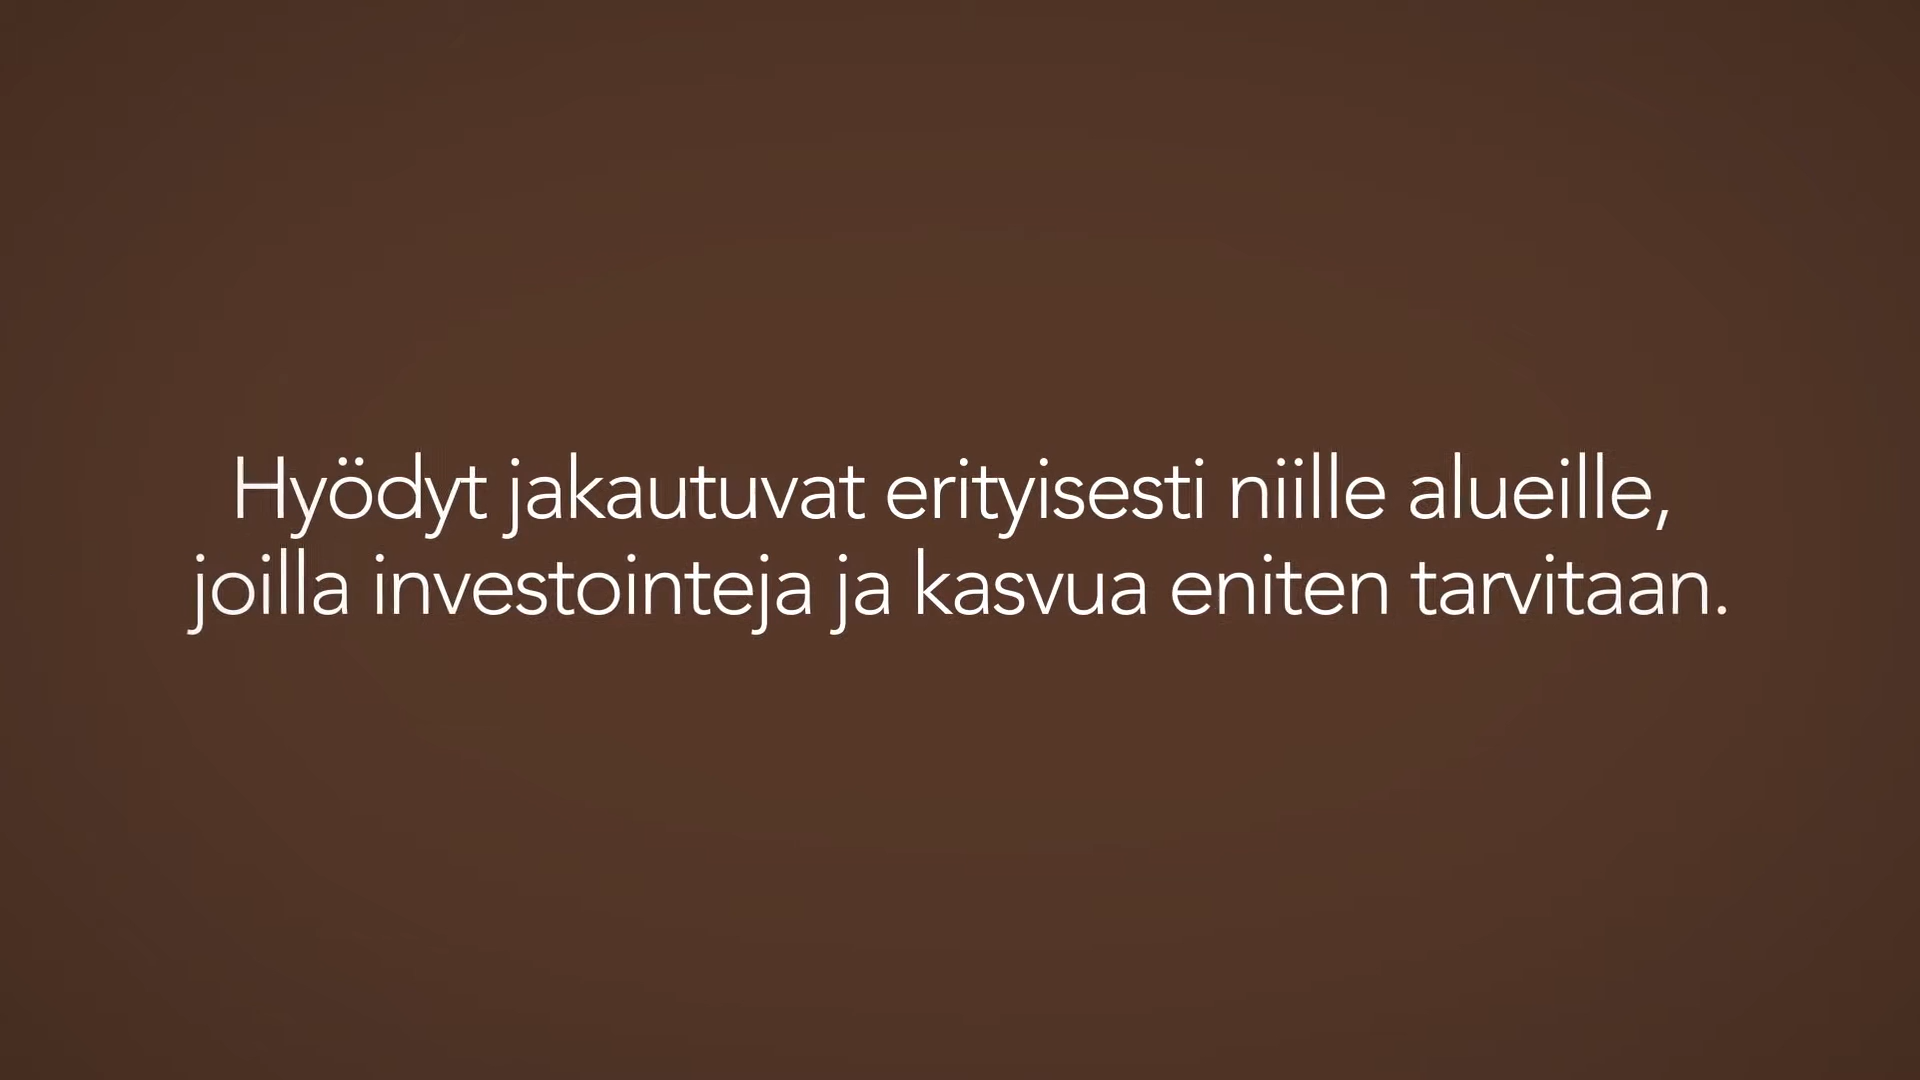 Hyödyt jakautuvat erityisesti niille alueille,
joilla investointeja ja kasvua eniten tarvitaan.